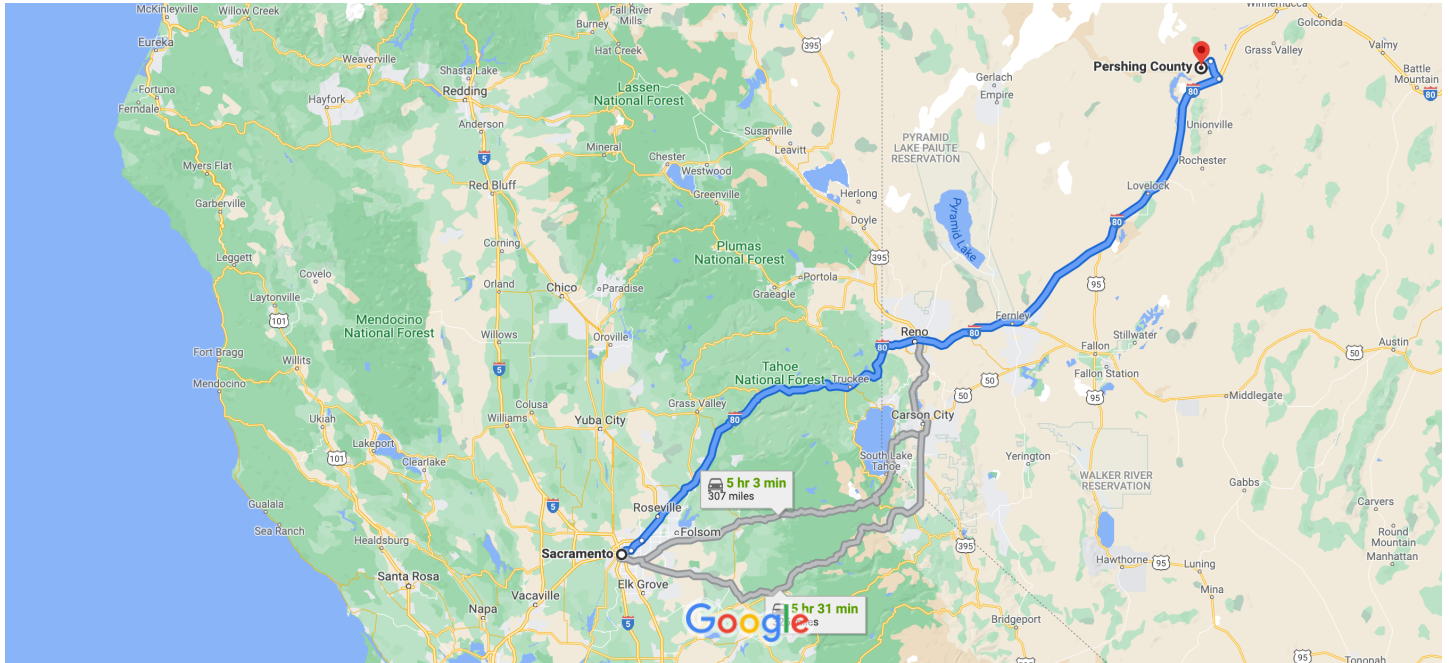 McKinleyville
Willow Creek
Fall River
Mills
Burney
Winnemucca
Golconda
Eureka
Weaverville
Hat Creek
395
Grass Valley
Valmy
Shasta Lake
Pershing County
Fortuna
Redding
Lassen
National Forest
Gerlach
Empire
80
Battle
Mountain
80
Ferndale
Hayfork
Anderson
Susanville
Unionville
5
Mineral
Leavitt
PYRAMID
LAKE PAIUTE
RESERVATION
Myers Flat
Chester
Westwood
Rochester
Red Bluff
Greenville
Herlong
Lovelock
Garberville
Doyle
Pyramid Lake
80
Corning
Plumas
National Forest
Leggett
Covelo
395
Orland
Chico
Paradise
Portola
Graeagle
95
Laytonville
101
Mendocino
National Forest
Fernley
Willows
Oroville
Reno
80
Stillwater
80
Fallon
Austin
50
Fort Bragg
Willits
5
Tahoe
National Forest
Truckee
Fallon Station
50
Mendocino
50
95
Middlegate
Colusa
Grass Valley
Williams
Yuba City
80
Carson City
Ukiah
Lakeport
101
Clearlake
South Lake
Tahoe
Yerington
WALKER RIVER
RESERVATION
Gabbs
5 hr 3 min
307 miles
Gualala
Sea Ranch
5
Roseville
Carvers
Folsom
Round
Mountain
Manhattan
Healdsburg
Sacramento
395
Hawthorne
95
Luning
Santa Rosa
Elk Grove
Mina
Vacaville
Napa
5 hr 31 min
Google
5
Bridgeport
95
Tonopah